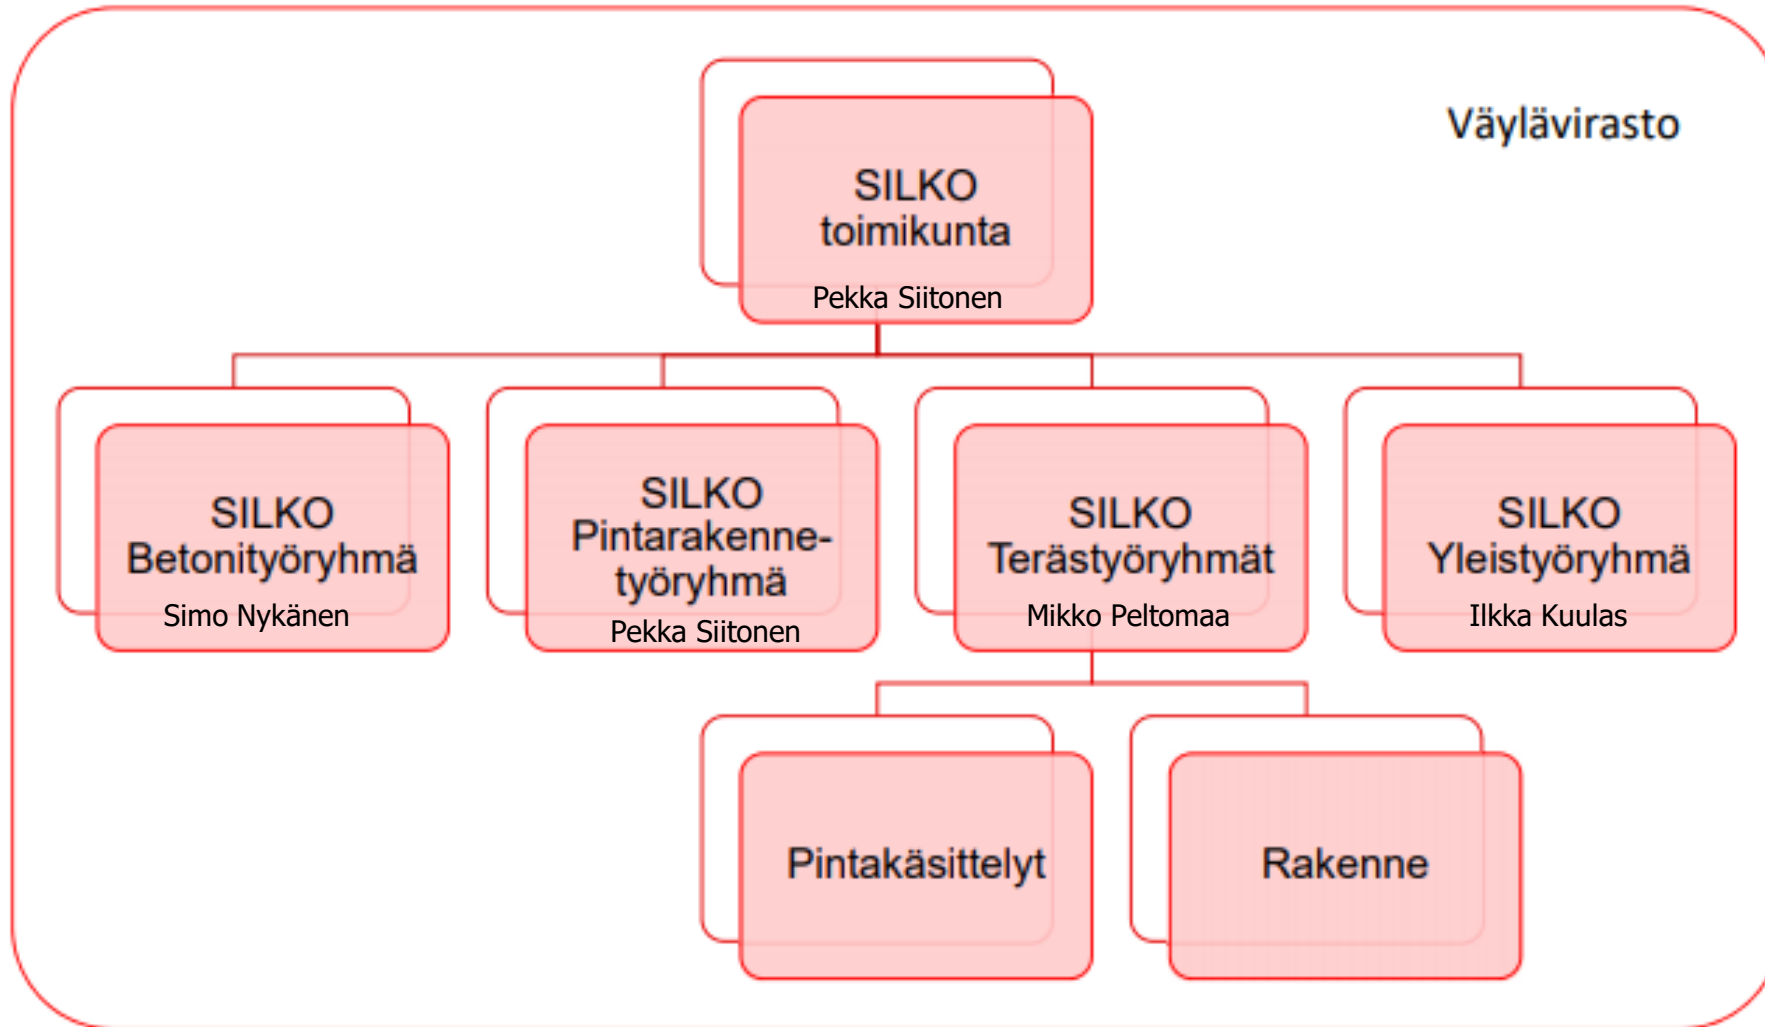 Väylävirasto
SILKO
toimikunta
Pekka Siitonen
SILKO
Betonityöryhmä
Simo Nykänen
SILKO
Pintarakenne-
työryhmä
Pekka Siitonen
SILKO
Terästyöryhmät
Mikko Peltomaa
SILKO
Yleistyöryhmä
Ilkka Kuulas
Pintakäsittelyt
Rakenne